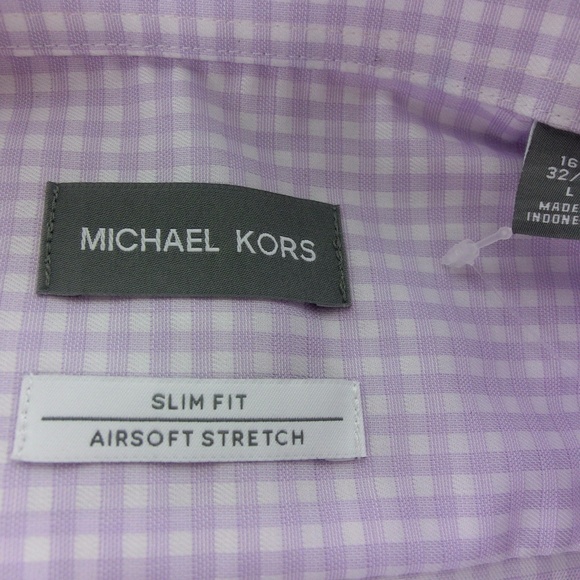 MICHAEL KORS
SLIM FIT
AIRSOFT STRETCH
16
32/
L
MADE
INDONE